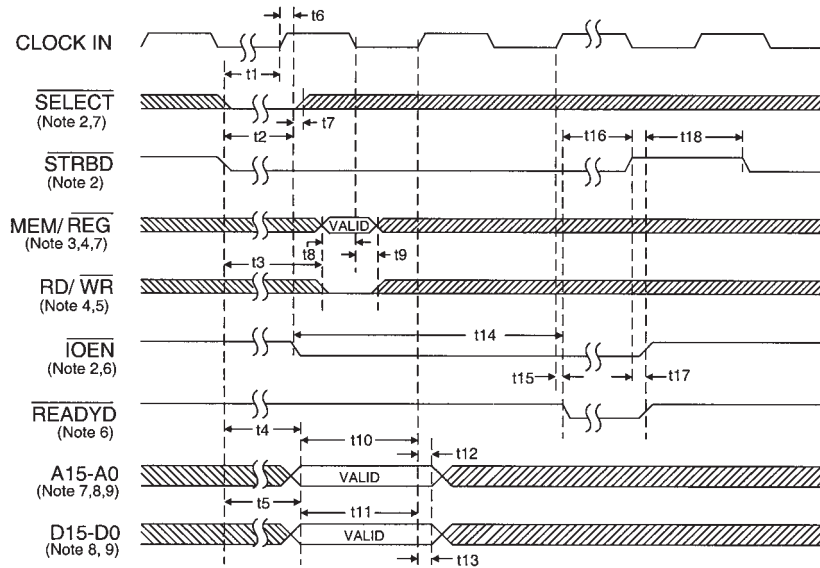 t6
CLOCK IN
t1
SELECT
(Note 2,7)
t2
t7
t16
t18
STRBD
(Note 2)
MEM/REG
(Note 3,4,7)
VALID
t8
t9
t3
RD/WR
(Note 4,5)
t14
IOEN
(Note 2,6)
t15
t17
READYD
(Note 6)
t4
t10
t12
A15-A0
(Note 7,8,9)
VALID
t5
t11
D15-D0
(Note 8, 9)
VALID
t13